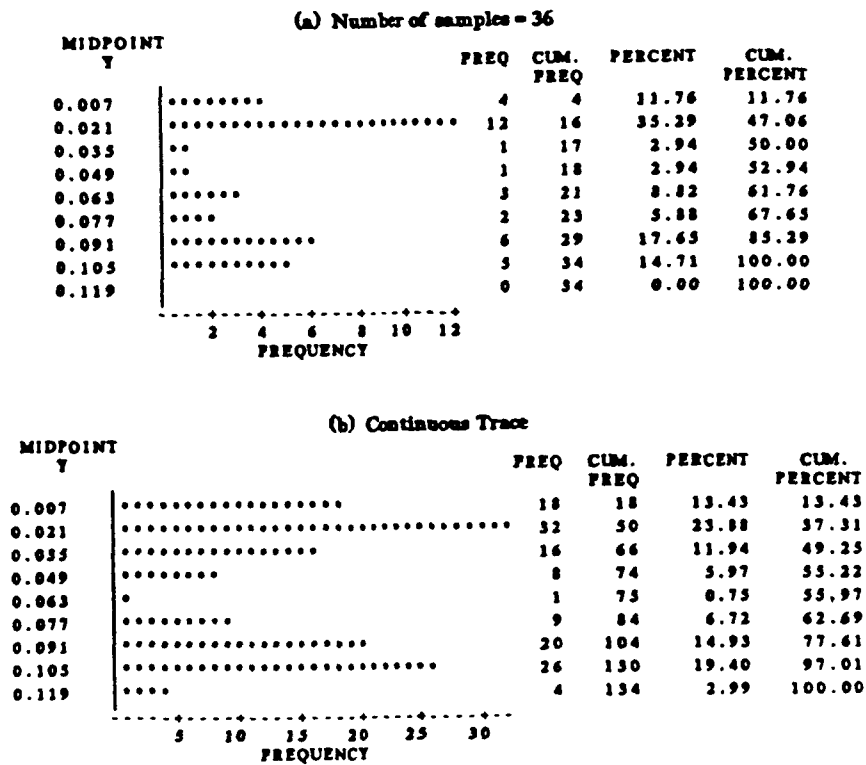 (a) Number of samples = 36
MIDPOINT Y FREQ CUM. FREQ PERCENT CUM. PERCENT
0.007 4 4 11.76 11.76
0.021 12 16 35.29 47.06
0.035 1 17 2.94 50.00
0.049 1 18 2.94 52.94
0.063 3 21 8.82 61.76
0.077 2 23 5.88 67.65
0.091 6 29 17.65 85.29
0.105 5 34 14.71 100.00
0.119 0 34 0.00 100.00
2 4 6 8 10 12
FREQUENCY
(b) Continuous Trace
MIDPOINT Y FREQ CUM. FREQ PERCENT CUM. PERCENT
0.007 18 18 13.43 13.43
0.021 32 50 23.88 37.31
0.035 16 66 11.94 49.25
0.049 8 74 5.97 55.22
0.063 1 75 0.75 55.97
0.077 9 84 6.72 62.69
0.091 20 104 14.93 77.61
0.105 26 130 19.40 97.01
0.119 4 134 2.99 100.00
5 10 15 20 25 30
FREQUENCY